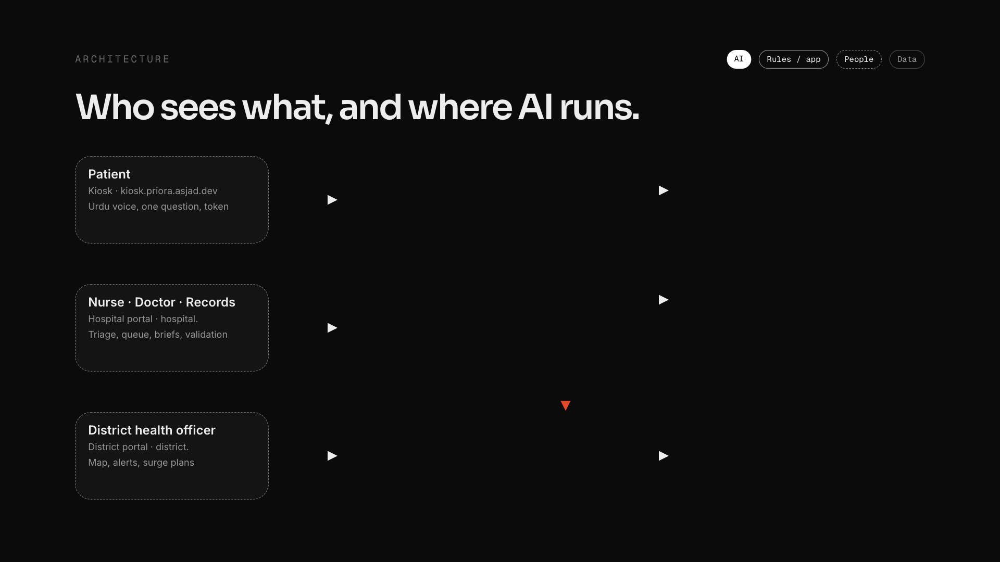 ARCHITECTURE
AI
Rules / app
People
Data
Who sees what, and where AI runs.
Patient
Kiosk · kiosk.priora.asjad.dev
Urdu voice, one question, token
Nurse · Doctor · Records
Hospital portal · hospital.
Triage, queue, briefs, validation
District health officer
District portal · district.
Map, alerts, surge plans